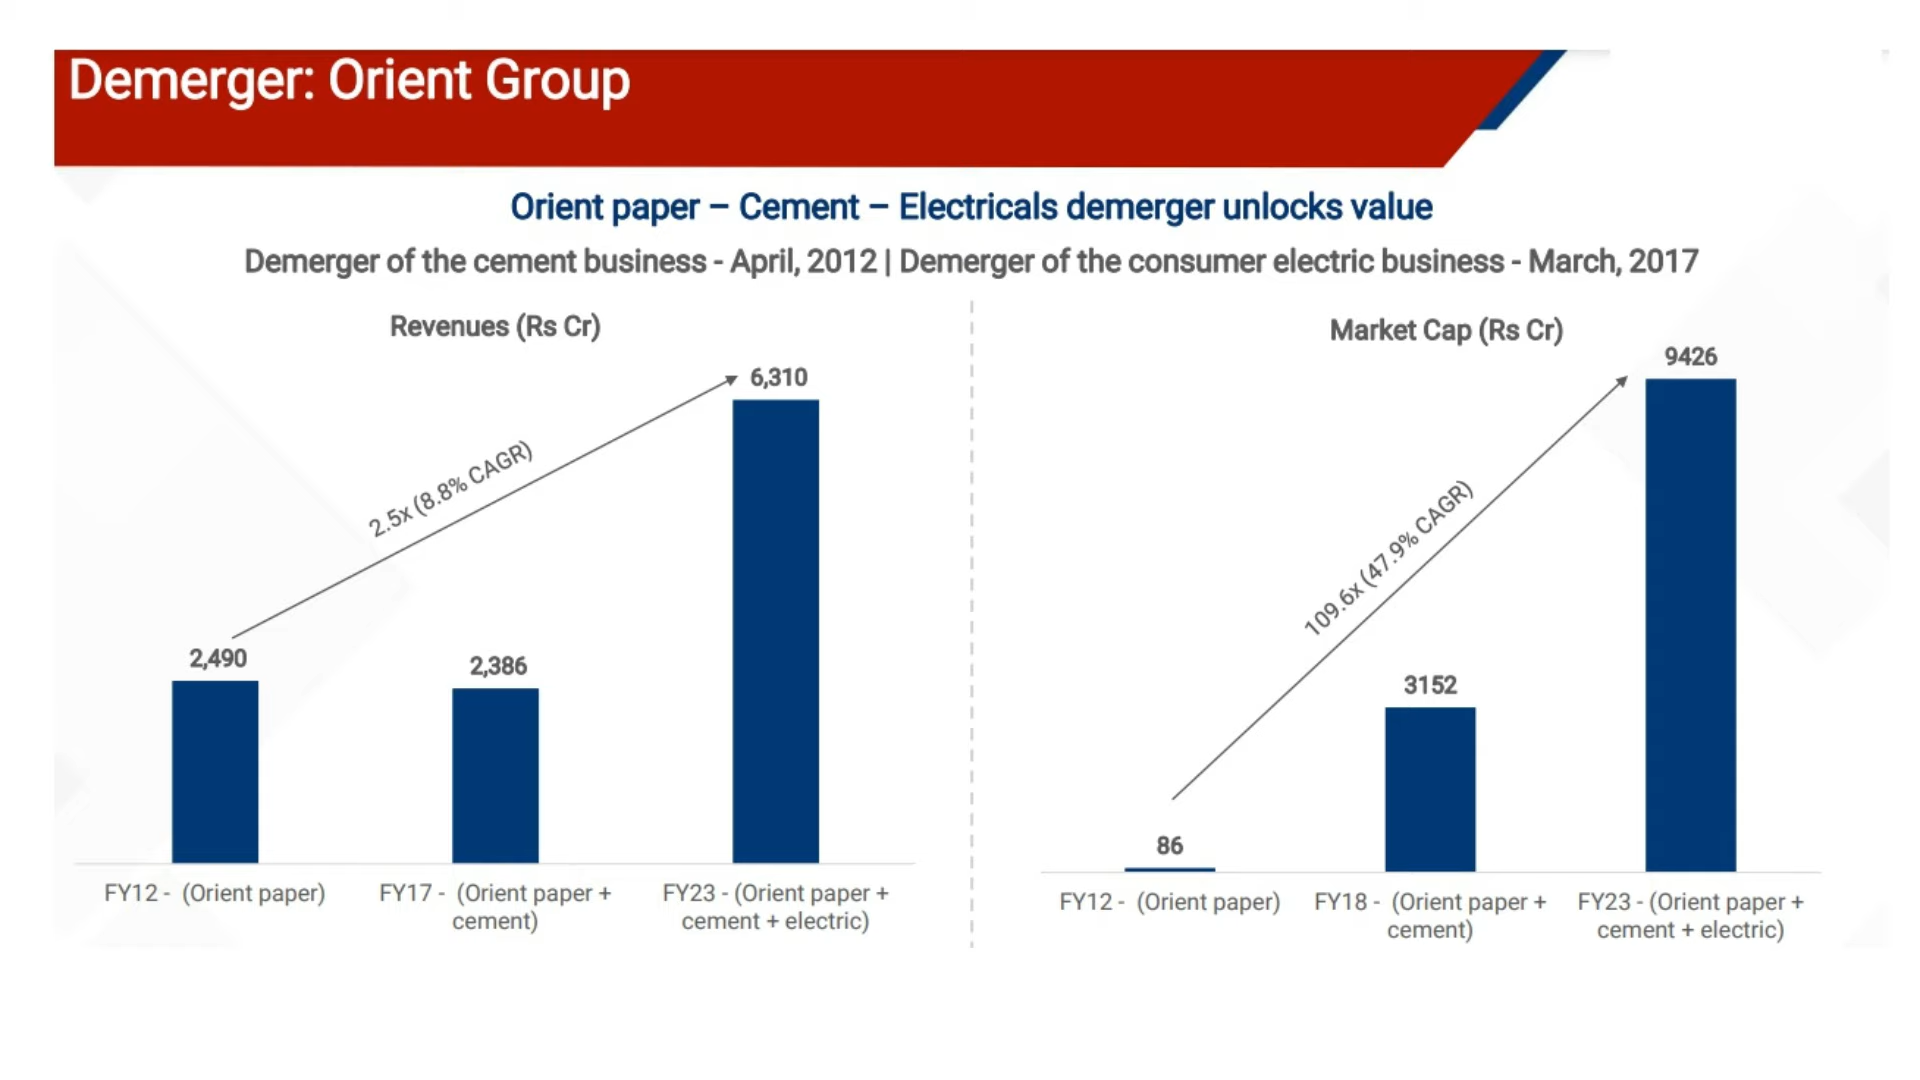 Demerger: Orient Group
Orient paper – Cement – Electricals demerger unlocks value
Demerger of the cement business - April, 2012 | Demerger of the consumer electric business - March, 2017
Revenues (Rs Cr)
6,310
2.5x (8.8% CAGR)
2,490
2,386
FY12 - (Orient paper)
FY17 - (Orient paper +
cement)
FY23 - (Orient paper +
cement + electric)
Market Cap (Rs Cr)
9426
109.6x (47.9% CAGR)
3152
86
FY12 - (Orient paper)
FY18 - (Orient paper +
cement)
FY23 - (Orient paper +
cement + electric)